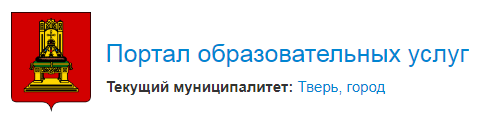 Портал образовательных услуг
Текущий муниципалитет: Тверь, город